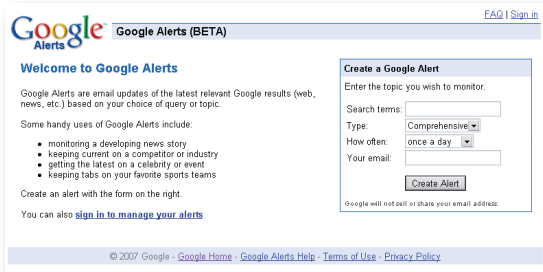 FAQ | Sign in
Google Alerts
Google Alerts (BETA)
Welcome to Google Alerts
Google Alerts are email updates of the latest relevant Google results (web,
news, etc.) based on your choice of query or topic.
Some handy uses of Google Alerts include:
monitoring a developing news story
keeping current on a competitor or industry
getting the latest on a celebrity or event
keeping tabs on your favorite sports teams
Create an alert with the form on the right.
You can also sign in to manage your alerts
Create a Google Alert
Enter the topic you wish to monitor.
Search terms:
Type: Comprehensive
How often: once a day
Your email:
Create Alert
Google will not sell or share your email address.
© 2007 Google - Google Home - Google Alerts Help - Terms of Use - Privacy Policy